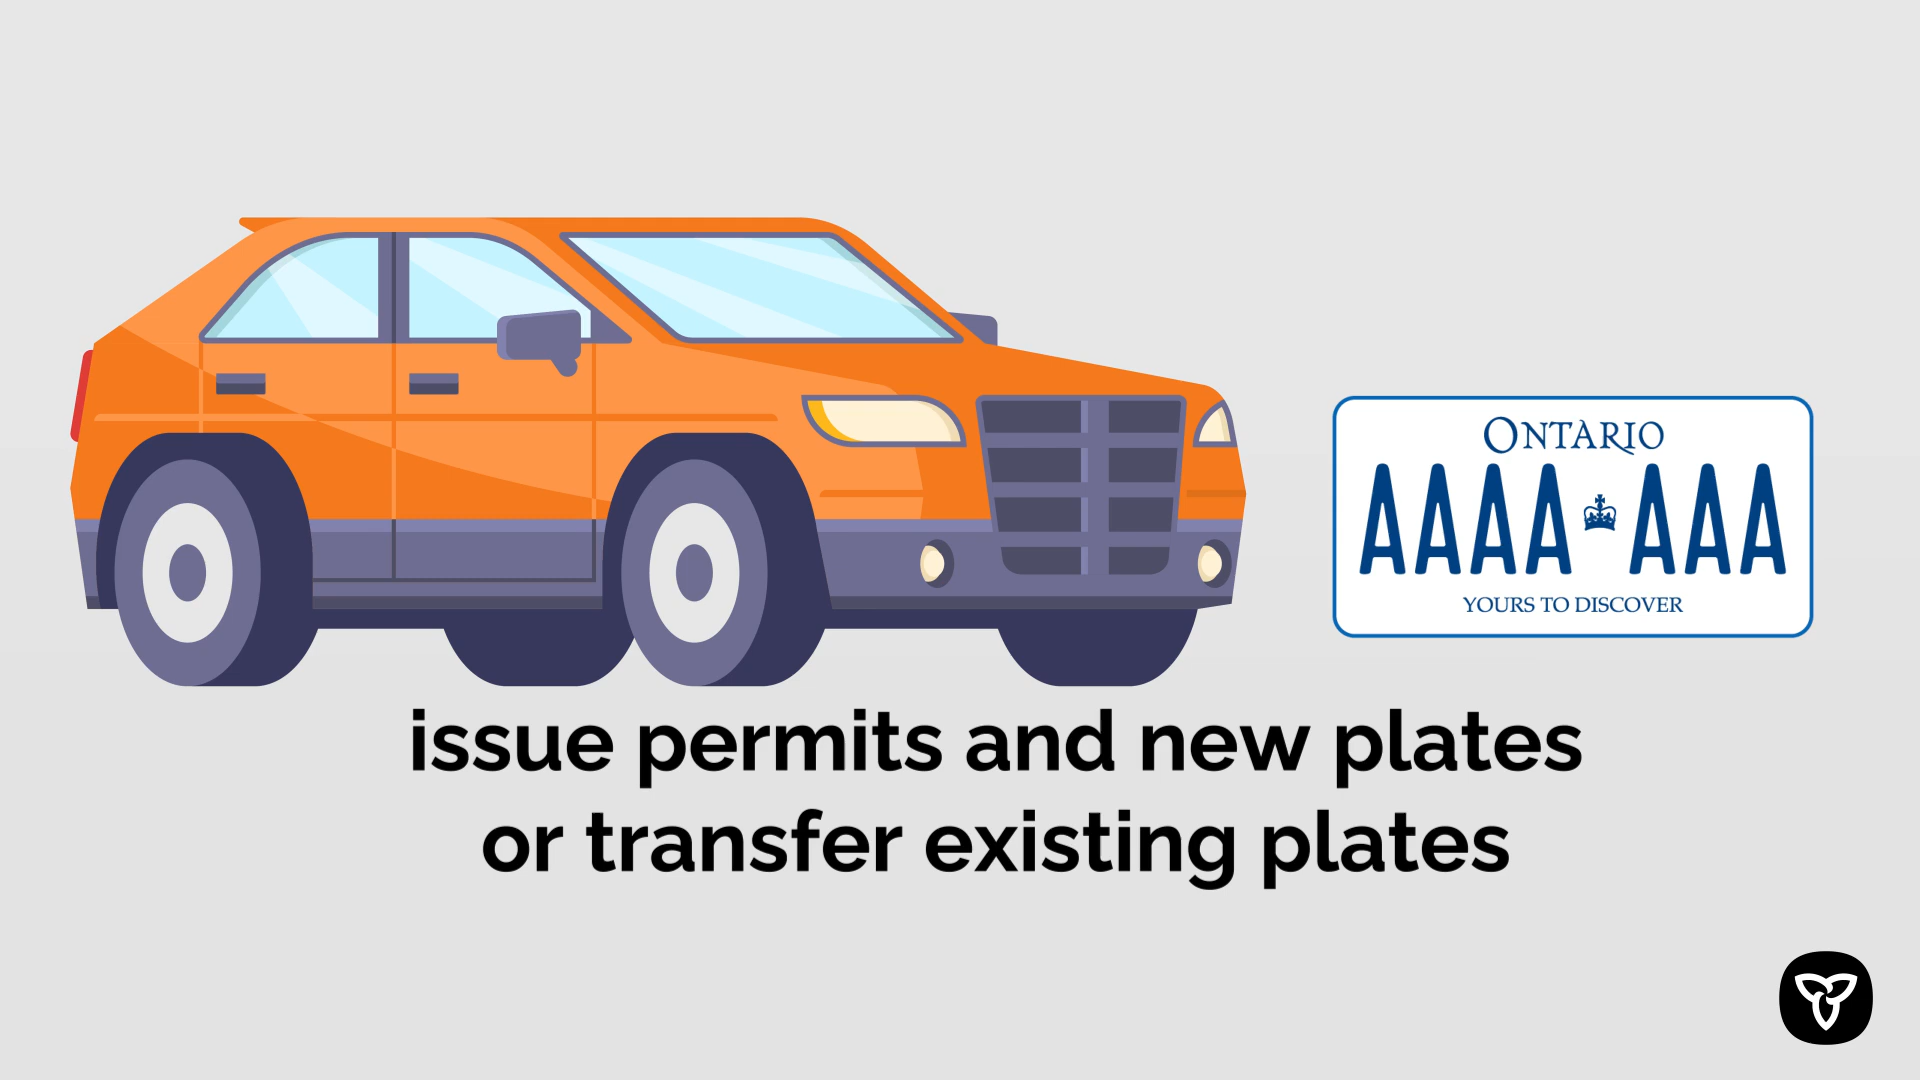 ONTARIO
AAAA AAA
YOURS TO DISCOVER
issue permits and new plates
or transfer existing plates